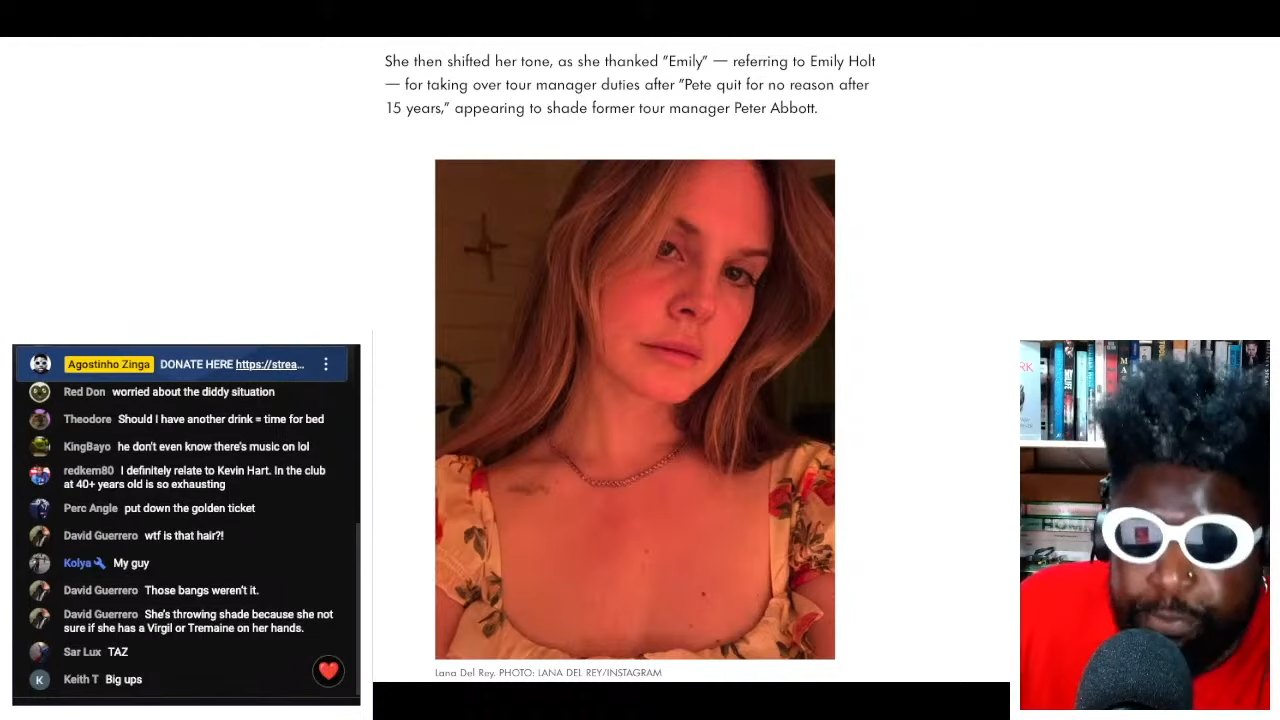 She then shifted her tone, as she thanked "Emily" — referring to Emily Holt
— for taking over tour manager duties after "Pete quit for no reason after
15 years," appearing to shade former tour manager Peter Abbott.
Lana Del Rey. PHOTO: LANA DEL REY/INSTAGRAM
Agostinho Zinga DONATE HERE https://strea...
Red Don worried about the diddy situation
Theodore Should I have another drink = time for bed
KingBayo he don't even know there's music on lol
redkem80 I definitely relate to Kevin Hart. In the club
at 40+ years old is so exhausting
Perc Angle put down the golden ticket
David Guerrero wtf is that hair?!
Kolya My guy
David Guerrero Those bangs weren't it.
David Guerrero She's throwing shade because she not
sure if she has a Virgil or Tremaine on her hands.
Sar Lux TAZ
K
Keith T Big ups